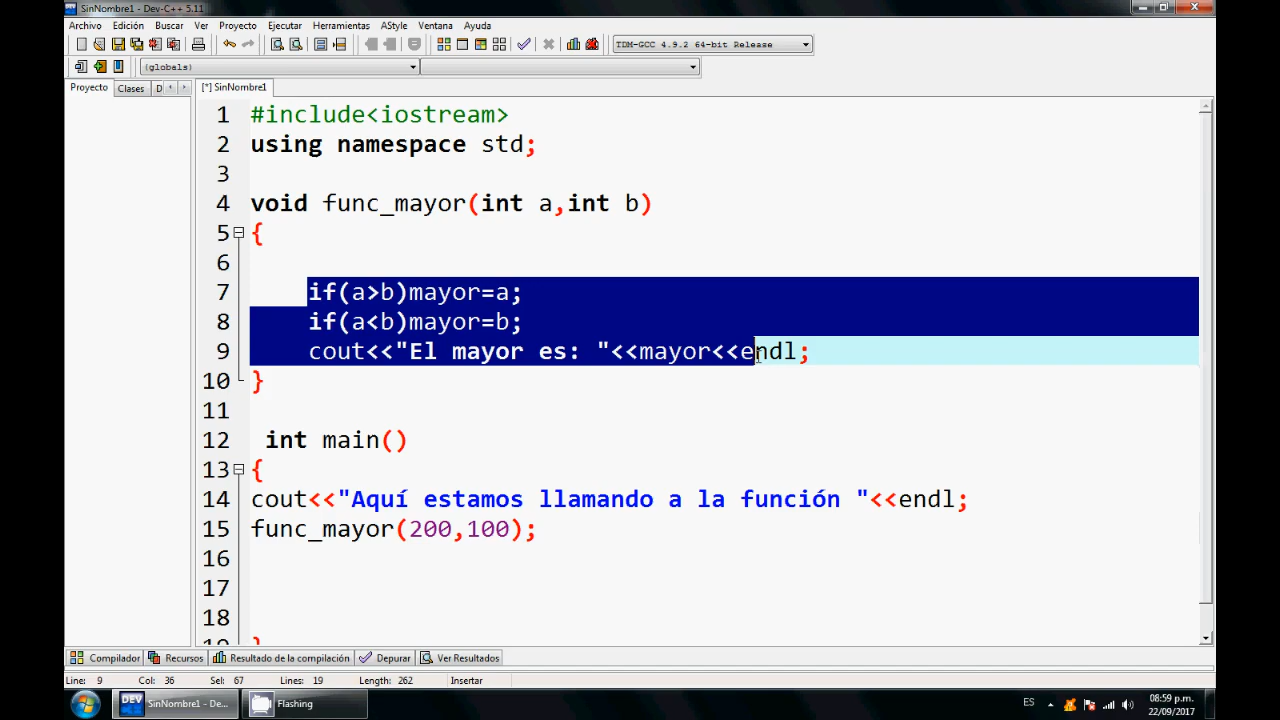 SinNombre1 - Dev-C++ 5.11
Archivo Edición Buscar Ver Proyecto Ejecutar Herramientas AStyle Ventana Ayuda
TDM-GCC 4.9.2 64-bit Release
(globals)
Proyecto Clases D
[*] SinNombre1
1 #include<iostream>
2 using namespace std;
3
4 void func_mayor(int a,int b)
5 {
6
7 if(a>b)mayor=a;
8 if(a<b)mayor=b;
9 cout<<"El mayor es: "<<mayor<<endl;
10 }
11
12 int main()
13 {
14 cout<<"Aquí estamos llamando a la función "<<endl;
15 func_mayor(200,100);
16
17
18
19 }
Compilador Recursos Resultado de la compilación Depurar Ver Resultados
Line: 9 Col: 36 Sel: 67 Lines: 19 Length: 262 Insertar
DEV SinNombre1 - De... Flashing ES 08:59 p.m.
22/09/2017